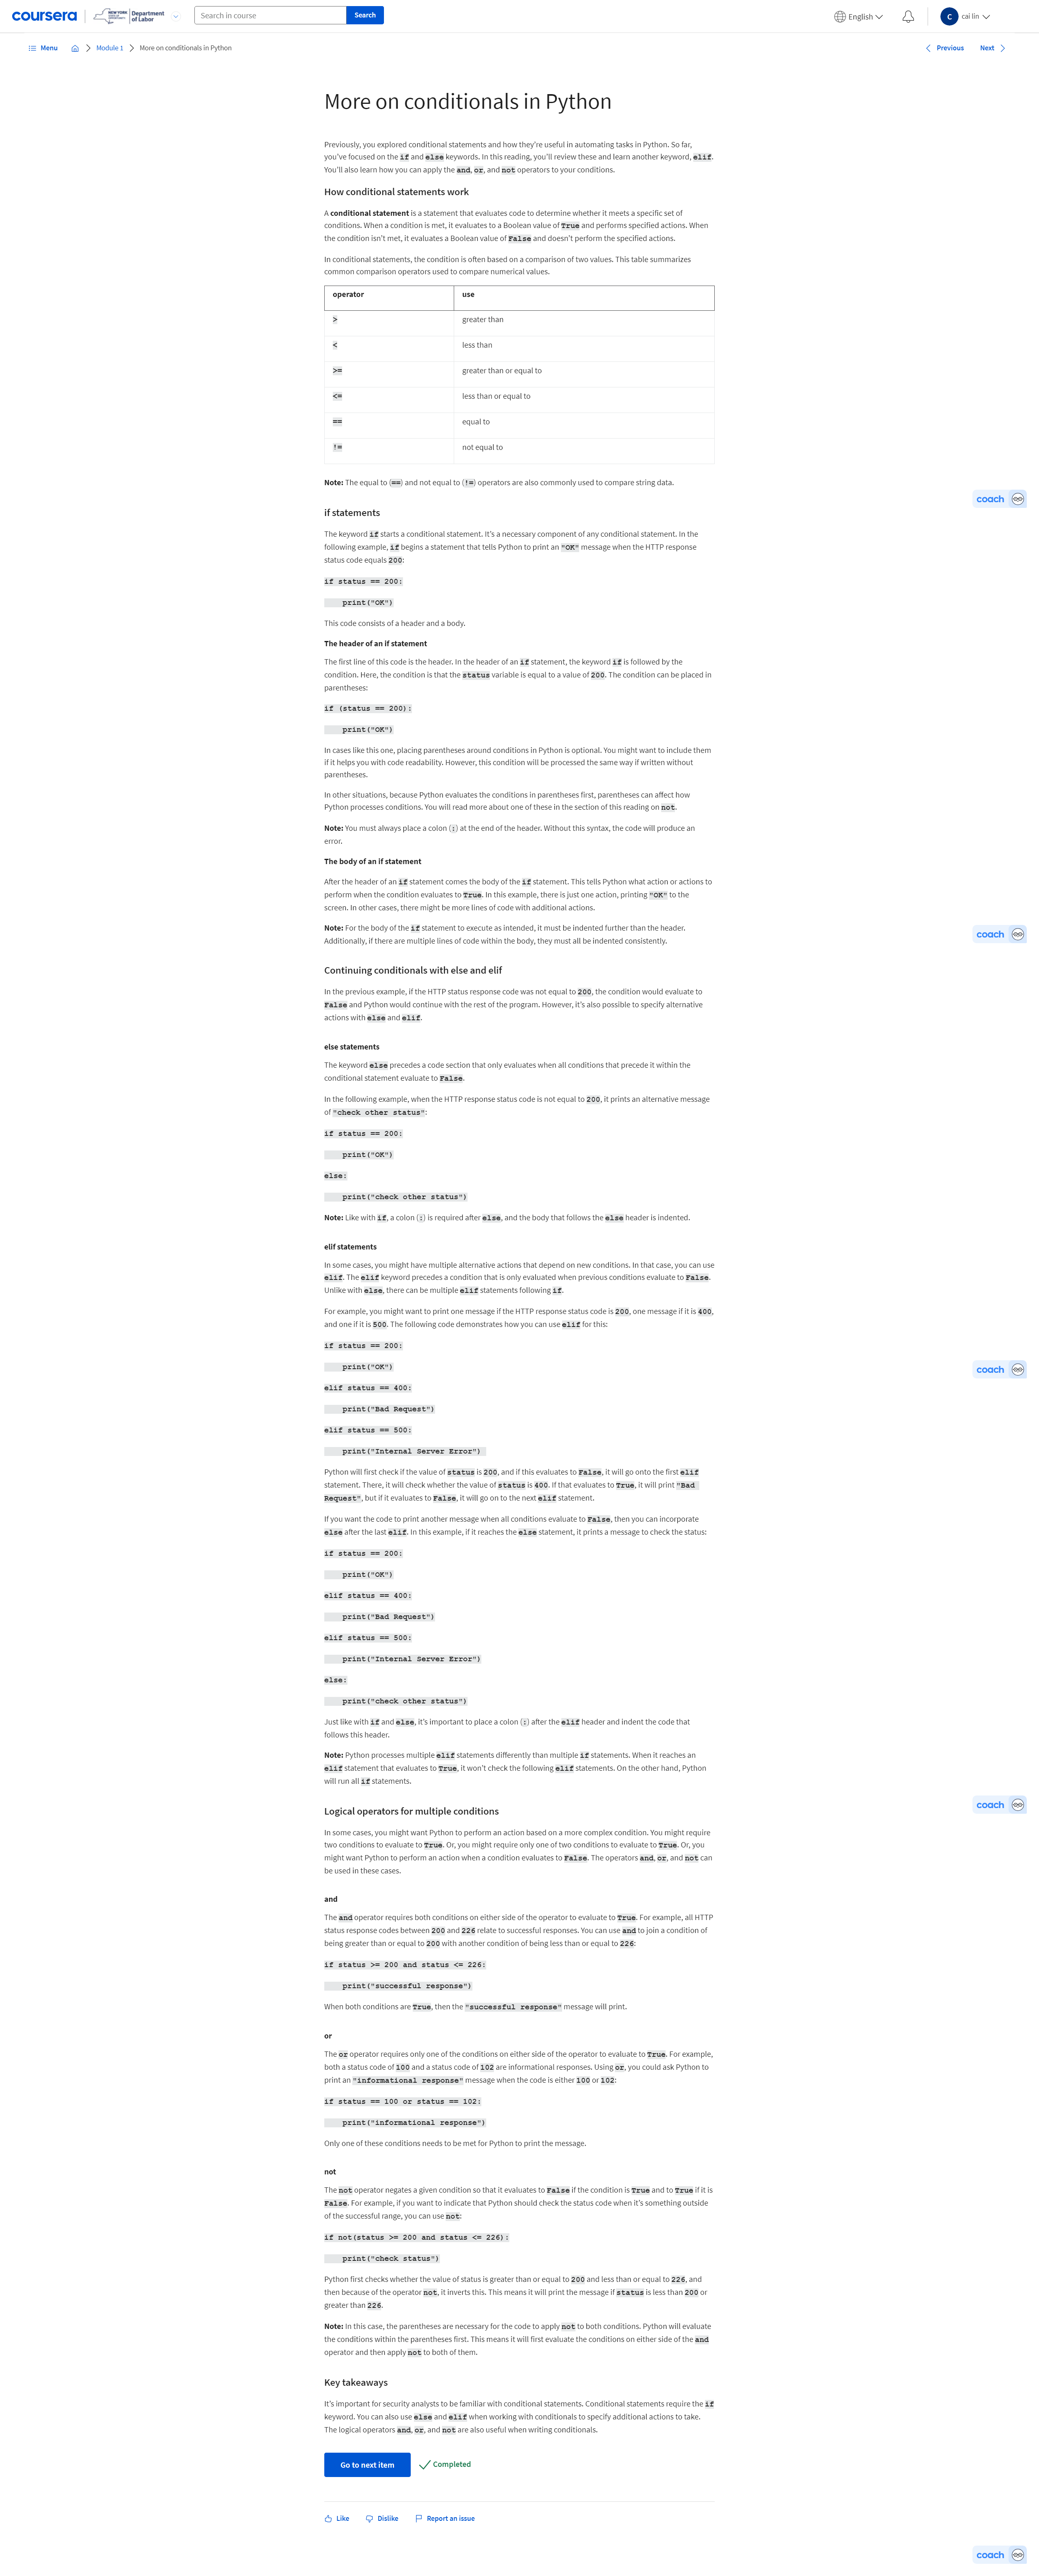 coursera
NEW YORK
Department
of Labor
Search in course
Search
English
C
cai lin
Menu
Module 1
More on conditionals in Python
Previous
Next
More on conditionals in Python
Previously, you explored conditional statements and how they're useful in automating tasks in Python. So far,
you've focused on the if and else keywords. In this reading, you'll review these and learn another keyword, elif.
You'll also learn how you can apply the and, or, and not operators to your conditions.
How conditional statements work
A conditional statement is a statement that evaluates code to determine whether it meets a specific set of
conditions. When a condition is met, it evaluates to a Boolean value of True and performs specified actions. When
the condition isn't met, it evaluates a Boolean value of False and doesn't perform the specified actions.
In conditional statements, the condition is often based on a comparison of two values. This table summarizes
common comparison operators used to compare numerical values.
operator use
> greater than
< less than
>= greater than or equal to
<= less than or equal to
== equal to
!= not equal to
Note: The equal to (==) and not equal to (!=) operators are also commonly used to compare string data.
coach
if statements
The keyword if starts a conditional statement. It's a necessary component of any conditional statement. In the
following example, if begins a statement that tells Python to print an "OK" message when the HTTP response
status code equals 200:
if status == 200:
    print("OK")
This code consists of a header and a body.
The header of an if statement
The first line of this code is the header. In the header of an if statement, the keyword if is followed by the
condition. Here, the condition is that the status variable is equal to a value of 200. The condition can be placed in
parentheses:
if (status == 200):
    print("OK")
In cases like this one, placing parentheses around conditions in Python is optional. You might want to include them
if it helps you with code readability. However, this condition will be processed the same way if written without
parentheses.
In other situations, because Python evaluates the conditions in parentheses first, parentheses can affect how
Python processes conditions. You will read more about one of these in the section of this reading on not.
Note: You must always place a colon (:) at the end of the header. Without this syntax, the code will produce an
error.
The body of an if statement
After the header of an if statement comes the body of the if statement. This tells Python what action or actions to
perform when the condition evaluates to True. In this example, there is just one action, printing "OK" to the
screen. In other cases, there might be more lines of code with additional actions.
Note: For the body of the if statement to execute as intended, it must be indented further than the header.
Additionally, if there are multiple lines of code within the body, they must all be indented consistently.
coach
Continuing conditionals with else and elif
In the previous example, if the HTTP status response code was not equal to 200, the condition would evaluate to
False and Python would continue with the rest of the program. However, it's also possible to specify alternative
actions with else and elif.
else statements
The keyword else precedes a code section that only evaluates when all conditions that precede it within the
conditional statement evaluate to False.
In the following example, when the HTTP response status code is not equal to 200, it prints an alternative message
of "check other status":
if status == 200:
    print("OK")
else:
    print("check other status")
Note: Like with if, a colon (:) is required after else, and the body that follows the else header is indented.
elif statements
In some cases, you might have multiple alternative actions that depend on new conditions. In that case, you can use
elif. The elif keyword precedes a condition that is only evaluated when previous conditions evaluate to False.
Unlike with else, there can be multiple elif statements following if.
For example, you might want to print one message if the HTTP response status code is 200, one message if it is 400,
and one if it is 500. The following code demonstrates how you can use elif for this:
if status == 200:
    print("OK")
coach
elif status == 400:
    print("Bad Request")
elif status == 500:
    print("Internal Server Error")
Python will first check if the value of status is 200, and if this evaluates to False, it will go onto the first elif
statement. There, it will check whether the value of status is 400. If that evaluates to True, it will print "Bad
Request", but if it evaluates to False, it will go on to the next elif statement.
If you want the code to print another message when all conditions evaluate to False, then you can incorporate
else after the last elif. In this example, if it reaches the else statement, it prints a message to check the status:
if status == 200:
    print("OK")
elif status == 400:
    print("Bad Request")
elif status == 500:
    print("Internal Server Error")
else:
    print("check other status")
Just like with if and else, it's important to place a colon (:) after the elif header and indent the code that
follows this header.
Note: Python processes multiple elif statements differently than multiple if statements. When it reaches an
elif statement that evaluates to True, it won't check the following elif statements. On the other hand, Python
will run all if statements.
coach
Logical operators for multiple conditions
In some cases, you might want Python to perform an action based on a more complex condition. You might require
two conditions to evaluate to True. Or, you might require only one of two conditions to evaluate to True. Or, you
might want Python to perform an action when a condition evaluates to False. The operators and, or, and not can
be used in these cases.
and
The and operator requires both conditions on either side of the operator to evaluate to True. For example, all HTTP
status response codes between 200 and 226 relate to successful responses. You can use and to join a condition of
being greater than or equal to 200 with another condition of being less than or equal to 226:
if status >= 200 and status <= 226:
    print("successful response")
When both conditions are True, then the "successful response" message will print.
or
The or operator requires only one of the conditions on either side of the operator to evaluate to True. For example,
both a status code of 100 and a status code of 102 are informational responses. Using or, you could ask Python to
print an "informational response" message when the code is either 100 or 102:
if status == 100 or status == 102:
    print("informational response")
Only one of these conditions needs to be met for Python to print the message.
not
The not operator negates a given condition so that it evaluates to False if the condition is True and to True if it is
False. For example, if you want to indicate that Python should check the status code when it's something outside
of the successful range, you can use not:
if not(status >= 200 and status <= 226):
    print("check status")
Python first checks whether the value of status is greater than or equal to 200 and less than or equal to 226, and
then because of the operator not, it inverts this. This means it will print the message if status is less than 200 or
greater than 226.
Note: In this case, the parentheses are necessary for the code to apply not to both conditions. Python will evaluate
the conditions within the parentheses first. This means it will first evaluate the conditions on either side of the and
operator and then apply not to both of them.
Key takeaways
It's important for security analysts to be familiar with conditional statements. Conditional statements require the if
keyword. You can also use else and elif when working with conditionals to specify additional actions to take.
The logical operators and, or, and not are also useful when writing conditionals.
Go to next item
Completed
Like
Dislike
Report an issue
coach